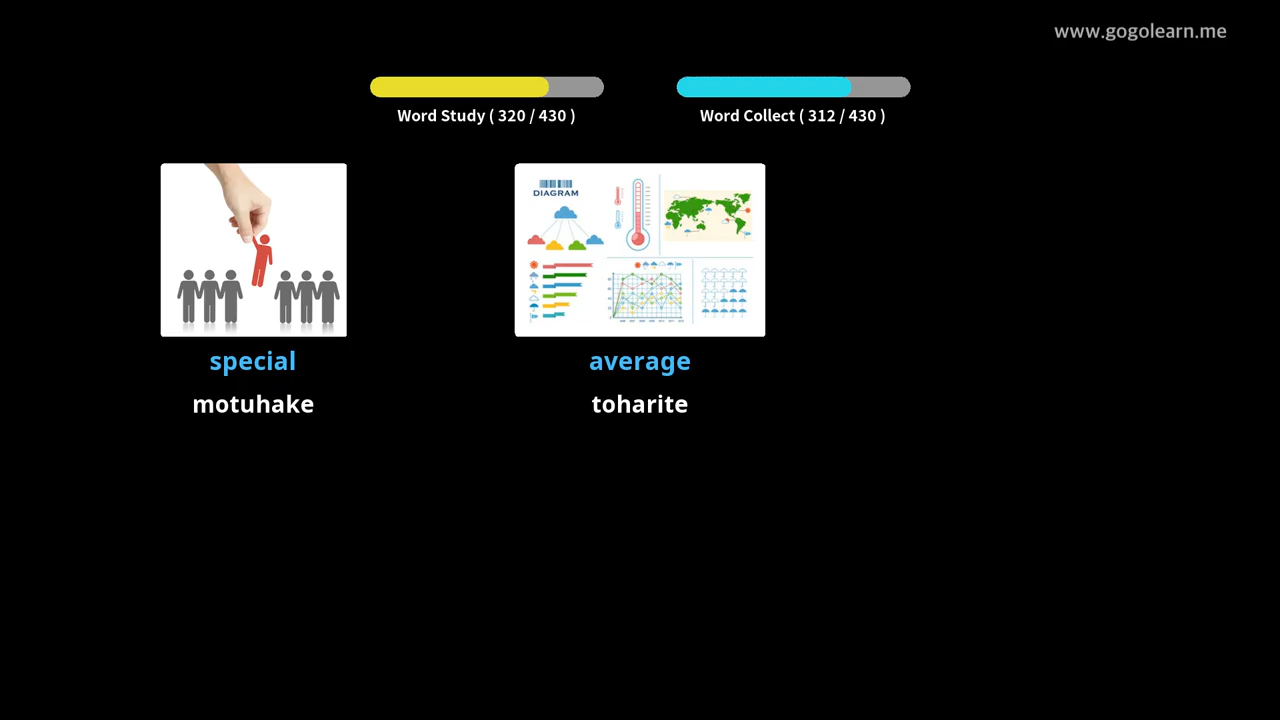 www.gogolearn.me
Word Study ( 320 / 430 )
Word Collect ( 312 / 430 )
DIAGRAM
special
average
motuhake
toharite